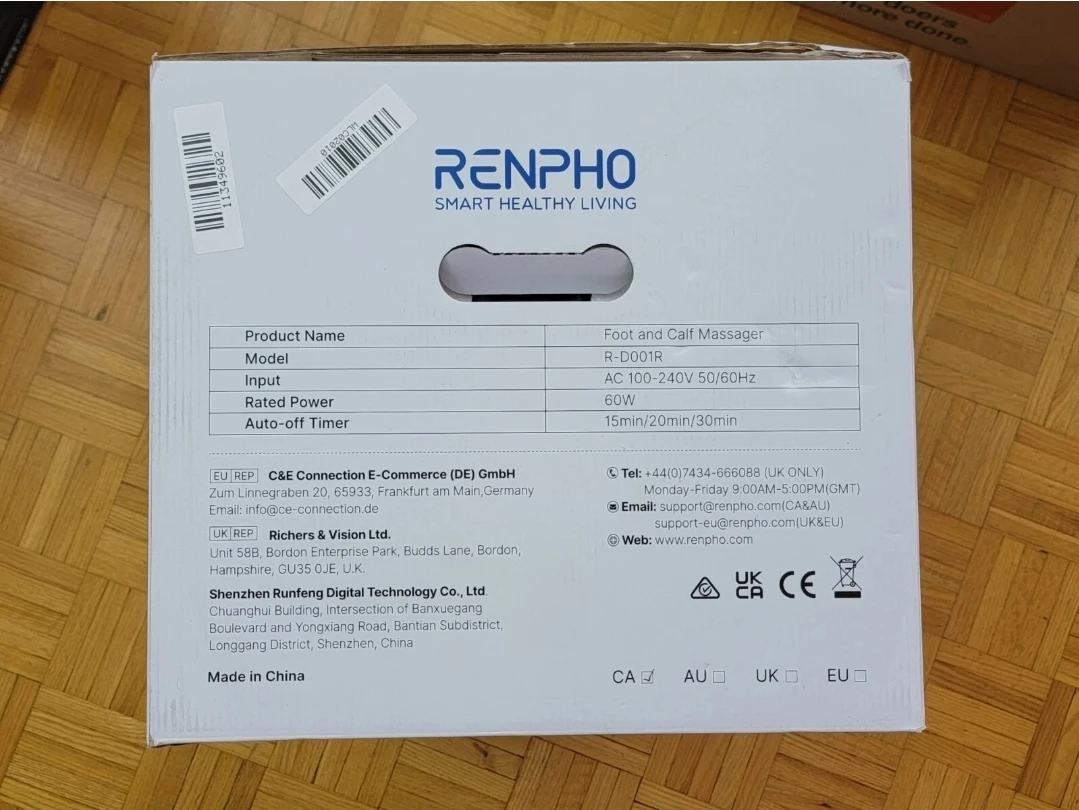 doors
more done.
11349602
HLC02010
RENPHO
SMART HEALTHY LIVING
Product Name Foot and Calf Massager
Model R-D001R
Input AC 100-240V 50/60Hz
Rated Power 60W
Auto-off Timer 15min/20min/30min
EU REP C&E Connection E-Commerce (DE) GmbH
Zum Linnegraben 20, 65933, Frankfurt am Main,Germany
Email: info@ce-connection.de
UK REP Richers & Vision Ltd.
Unit 58B, Bordon Enterprise Park, Budds Lane, Bordon,
Hampshire, GU35 0JE, U.K.
Shenzhen Runfeng Digital Technology Co., Ltd.
Chuanghui Building, Intersection of Banxuegang
Boulevard and Yongxiang Road, Bantian Subdistrict,
Longgang District, Shenzhen, China
Made in China
Tel: +44(0)7434-666088 (UK ONLY)
Monday-Friday 9:00AM-5:00PM(GMT)
Email: support@renpho.com(CA&AU)
support-eu@renpho.com(UK&EU)
Web: www.renpho.com
UK
CA
CE
CA AU UK EU